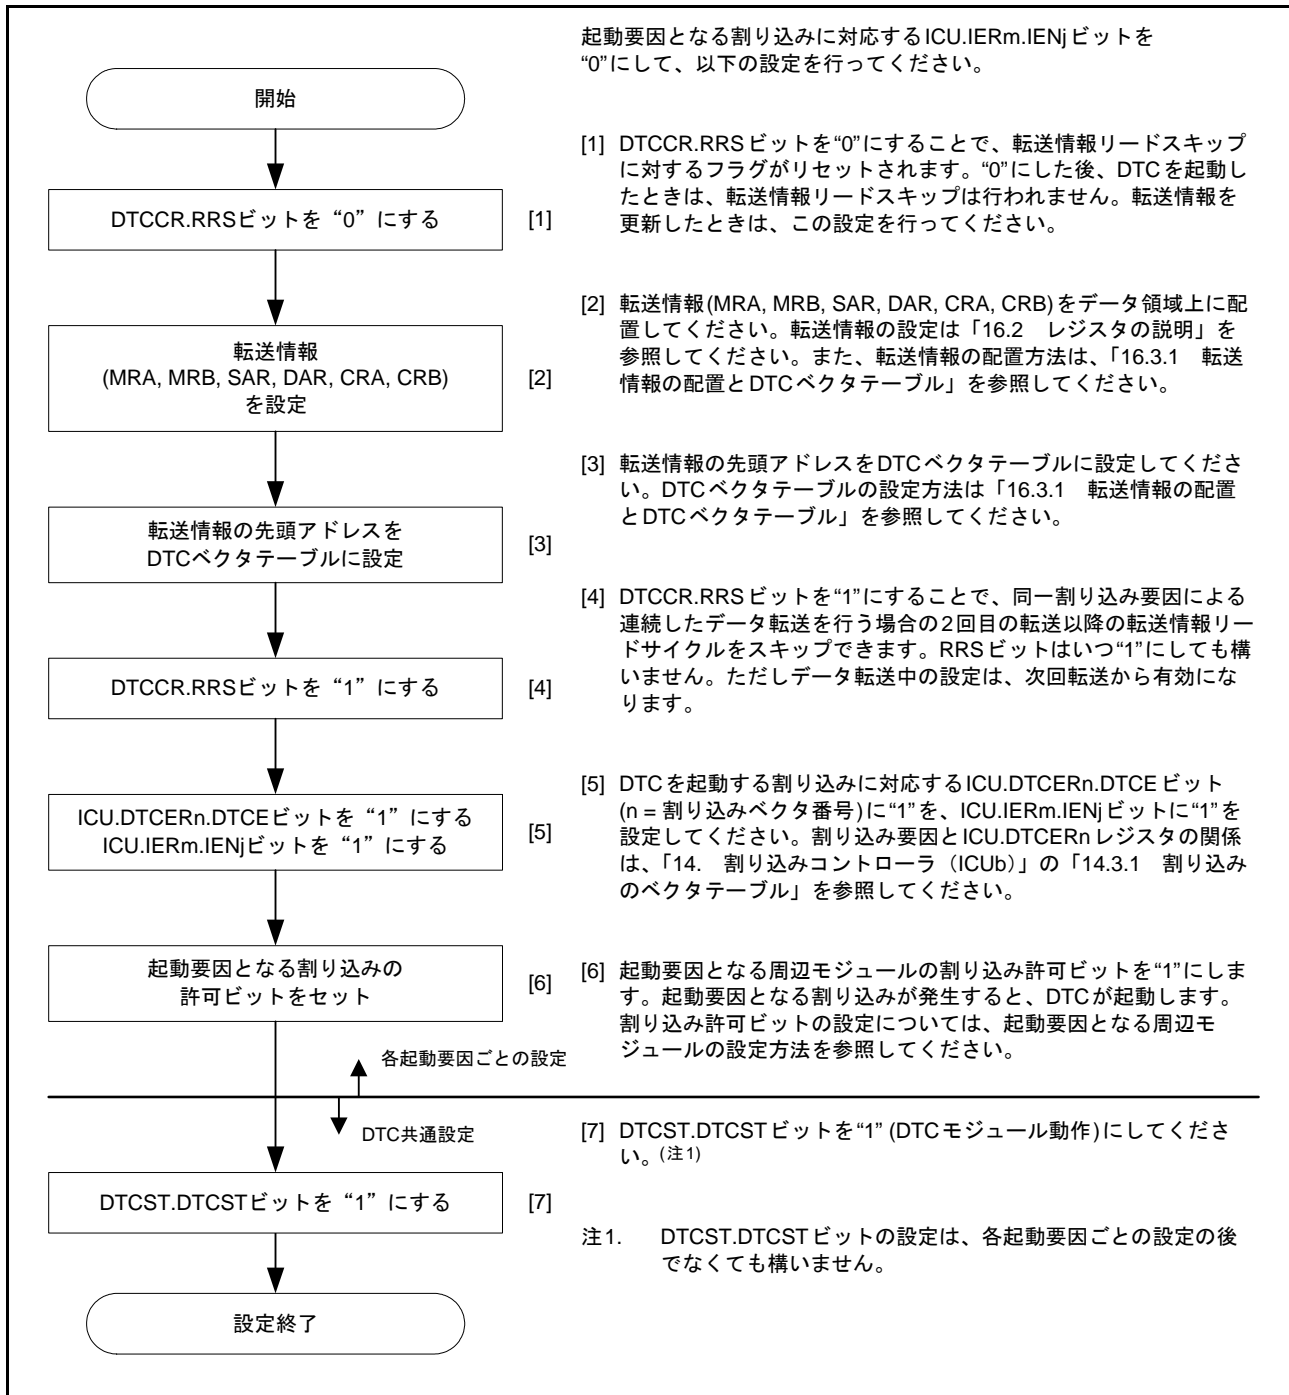 起動要因となる割り込みに対応するICU.IERm.IENjビットを
“0”にして、以下の設定を行ってください。
開始
[1] DTCCR.RRSビットを“0”にすることで、転送情報リードスキップ
に対するフラグがリセットされます。“0”にした後、DTCを起動し
たときは、転送情報リードスキップは行われません。転送情報を
更新したときは、この設定を行ってください。
DTCCR.RRSビットを“0”にする
[1]
[2] 転送情報(MRA, MRB, SAR, DAR, CRA, CRB)をデータ領域上に配
置してください。転送情報の設定は「16.2 レジスタの説明」を
参照してください。また、転送情報の配置方法は、「16.3.1 転送
情報の配置とDTCベクタテーブル」を参照してください。
転送情報
(MRA, MRB, SAR, DAR, CRA, CRB)
を設定
[2]
[3] 転送情報の先頭アドレスをDTCベクタテーブルに設定してくださ
い。DTCベクタテーブルの設定方法は「16.3.1 転送情報の配置
とDTCベクタテーブル」を参照してください。
転送情報の先頭アドレスを
DTCベクタテーブルに設定
[3]
[4] DTCCR.RRSビットを“1”にすることで、同一割り込み要因による
連続したデータ転送を行う場合の2回目の転送以降の転送情報リー
ドサイクルをスキップできます。RRSビットはいつ“1”にしても構
いません。ただしデータ転送中の設定は、次回転送から有効にな
ります。
DTCCR.RRSビットを“1”にする
[4]
[5] DTCを起動する割り込みに対応するICU.DTCERn.DTCEビット
(n = 割り込みベクタ番号)に“1”を、ICU.IERm.IENjビットに“1”を
設定してください。割り込み要因とICU.DTCERnレジスタの関係
は、「14. 割り込みコントローラ（ICUb）」の「14.3.1 割り込み
のベクタテーブル」を参照してください。
ICU.DTCERn.DTCEビットを“1”にする
ICU.IERm.IENjビットを“1”にする
[5]
[6] 起動要因となる周辺モジュールの割り込み許可ビットを“1”にしま
す。起動要因となる割り込みが発生すると、DTCが起動します。
割り込み許可ビットの設定については、起動要因となる周辺モ
ジュールの設定方法を参照してください。
起動要因となる割り込みの
許可ビットをセット
[6]
各起動要因ごとの設定
DTC共通設定
[7] DTCST.DTCSTビットを“1” (DTCモジュール動作)にしてくださ
い。(注1)
DTCST.DTCSTビットを“1”にする
[7]
注1. DTCST.DTCSTビットの設定は、各起動要因ごとの設定の後
でなくても構いません。
設定終了